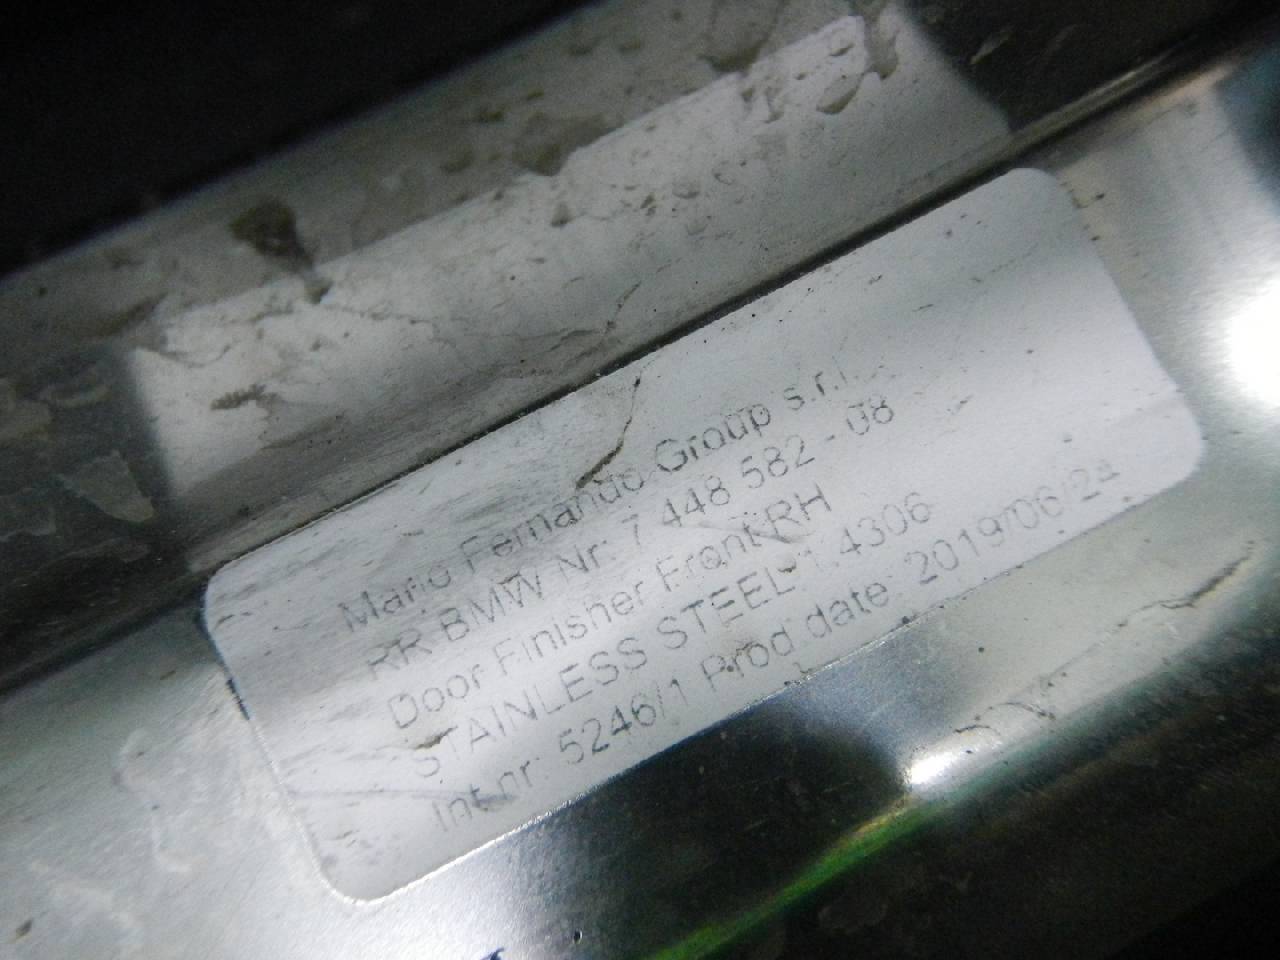 Mario Fernando Group s.r.l.
RR BMW Nr: 7 448 582 - 08
Door Finisher Front RH
STAINLESS STEEL 1.4306
Int.nr: 5246/1 Prod date: 2019/06/24